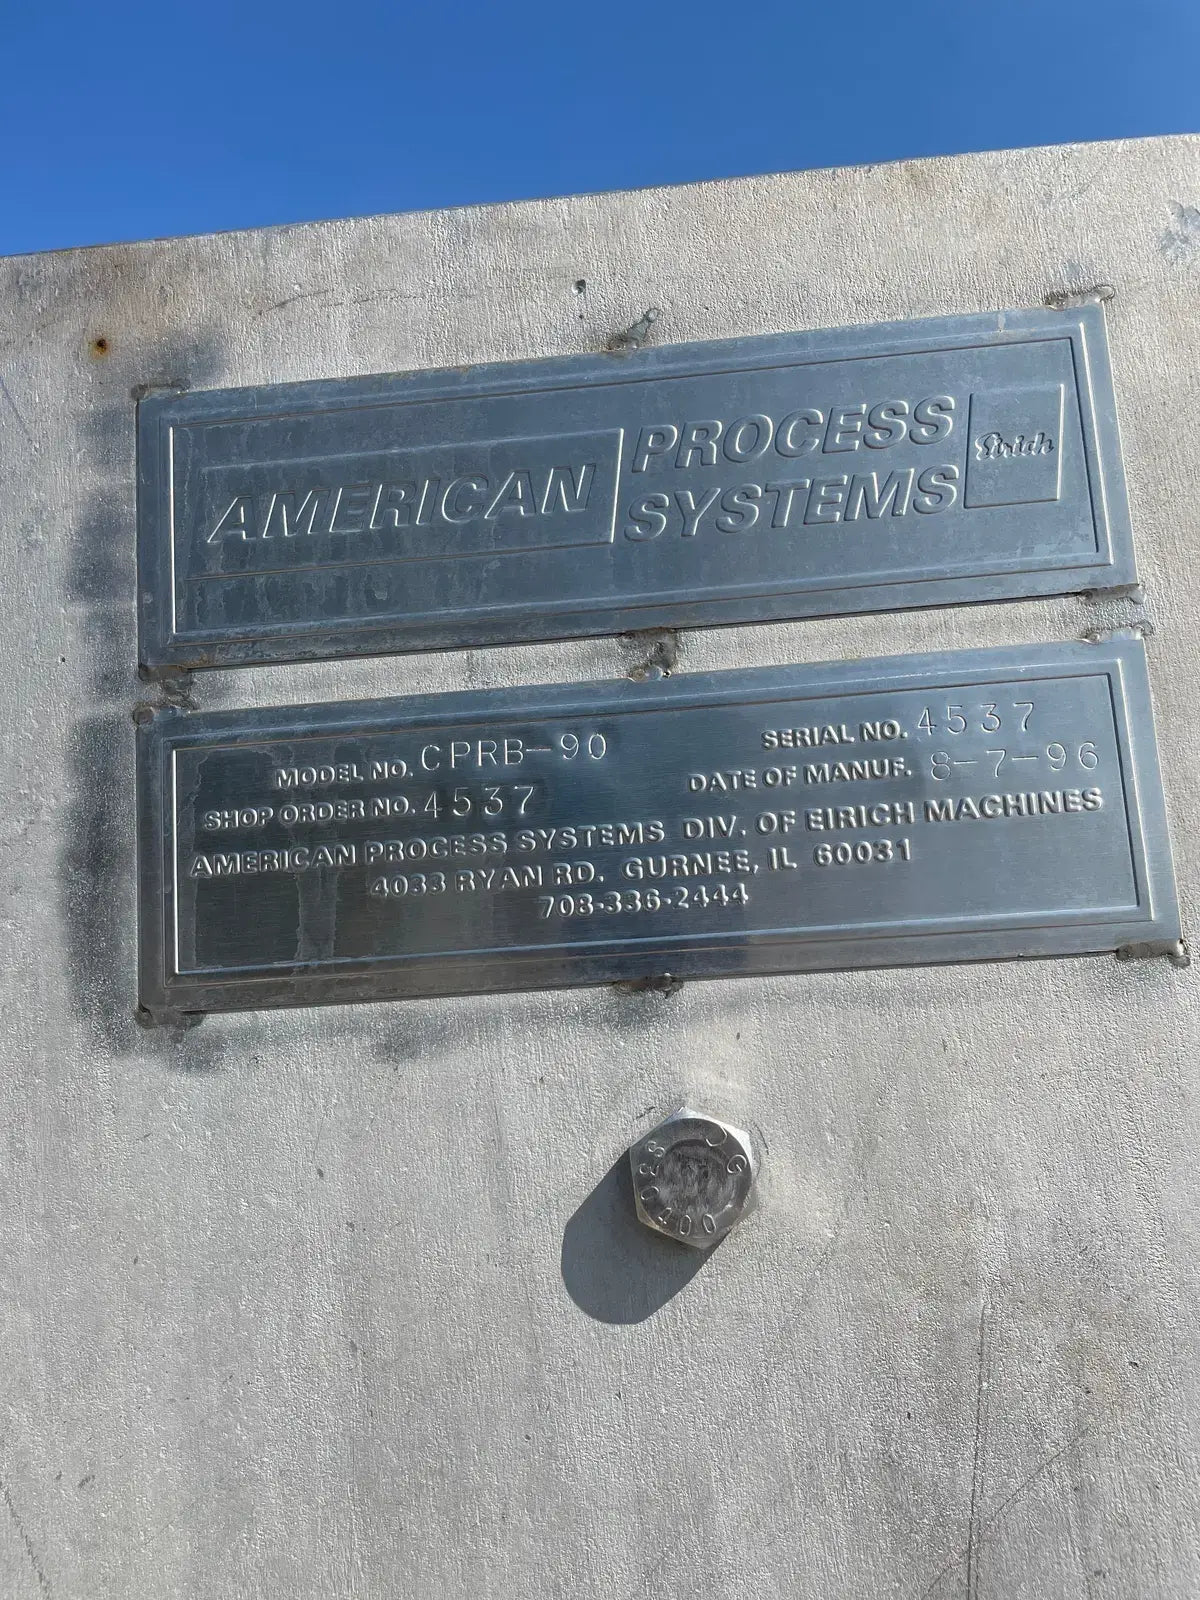 AMERICAN PROCESS SYSTEMS Eirich
MODEL NO. CPRB-90 SERIAL NO. 4537
SHOP ORDER NO. 4537 DATE OF MANUF. 8-7-96
AMERICAN PROCESS SYSTEMS DIV. OF EIRICH MACHINES
4033 RYAN RD. GURNEE, IL 60031
708·336·2444